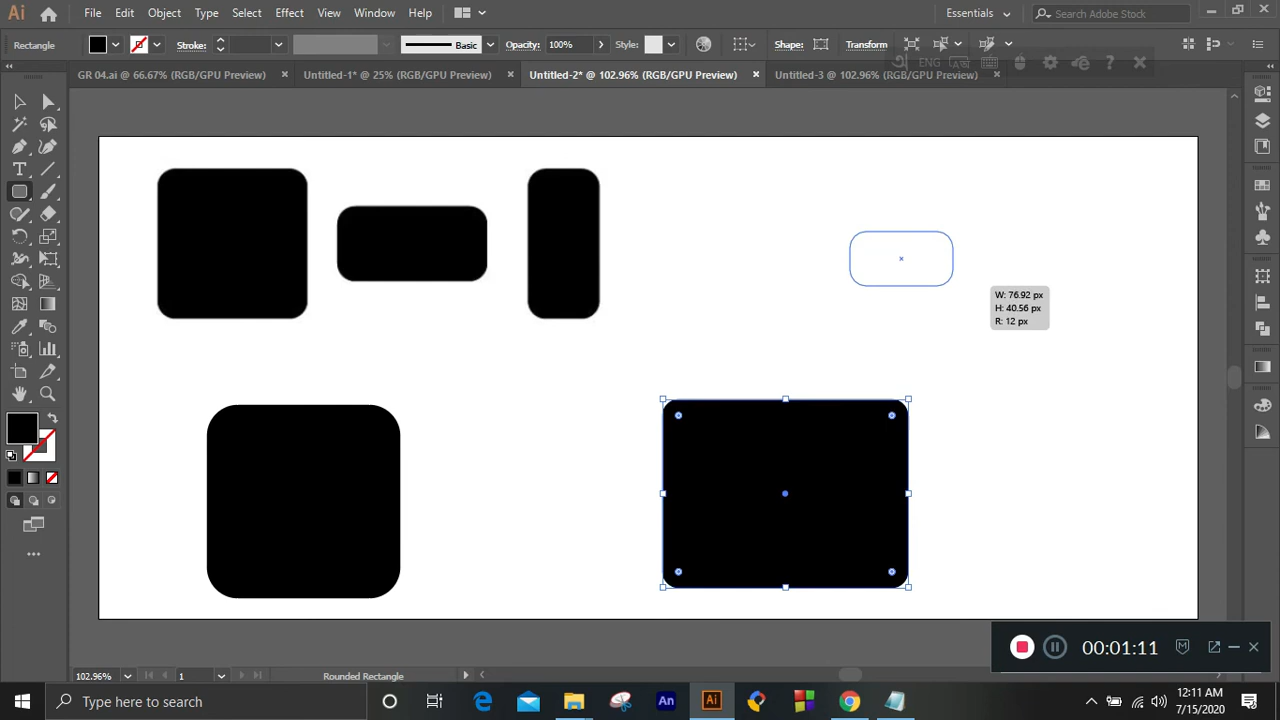 Ai File Edit Object Type Select Effect View Window Help Essentials Search Adobe Stock
Rectangle Stroke: Basic Opacity: 100% Style: Shape: Transform
ENG
GR 04.ai @ 66.67% (RGB/GPU Preview) Untitled-1* @ 25% (RGB/GPU Preview) Untitled-2* @ 102.96% (RGB/GPU Preview) Untitled-3 @ 102.96% (RGB/GPU Preview)
W: 76.92 px
H: 40.56 px
R: 12 px
00:01:11
102.96% 1 Rounded Rectangle
Type here to search An Ai 12:11 AM
7/15/2020